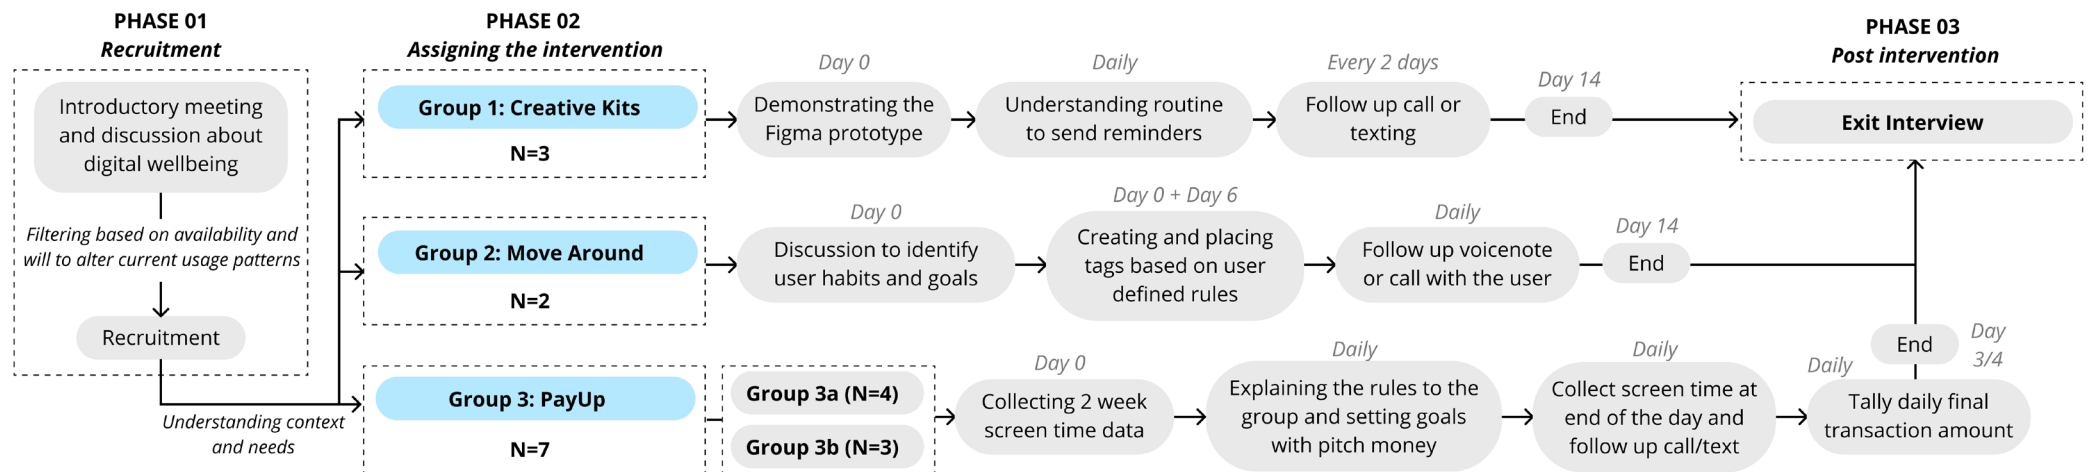 PHASE 01
Recruitment
Introductory meeting
and discussion about
digital wellbeing
Filtering based on availability and
will to alter current usage patterns
Recruitment
Understanding context
and needs
PHASE 02
Assigning the intervention
Group 1: Creative Kits
N=3
Day 0
Demonstrating the
Figma prototype
Daily
Understanding routine
to send reminders
Every 2 days
Follow up call or
texting
Day 14
End
Group 2: Move Around
N=2
Day 0
Discussion to identify
user habits and goals
Day 0 + Day 6
Creating and placing
tags based on user
defined rules
Daily
Follow up voicenote
or call with the user
Day 14
End
Group 3: PayUp
N=7
Group 3a (N=4)
Group 3b (N=3)
Day 0
Collecting 2 week
screen time data
Daily
Explaining the rules to the
group and setting goals
with pitch money
Daily
Collect screen time at
end of the day and
follow up call/text
Daily
Tally daily final
transaction amount
End
Day
3/4
PHASE 03
Post intervention
Exit Interview